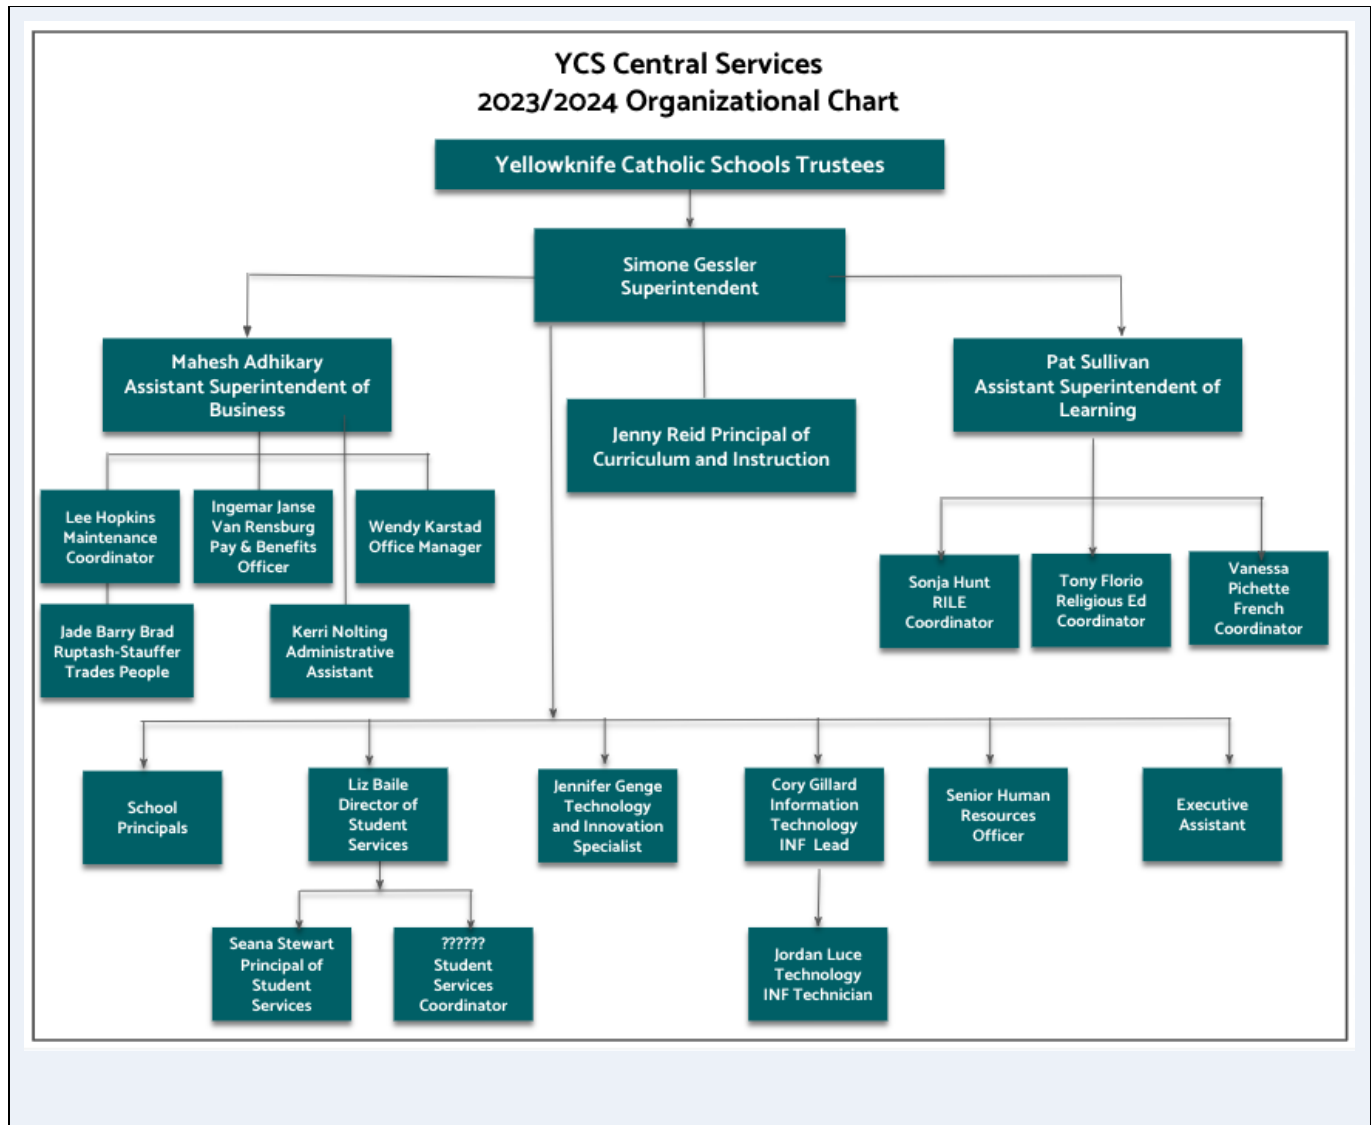 YCS Central Services
2023/2024 Organizational Chart
Yellowknife Catholic Schools Trustees
Simone Gessler
Superintendent
Mahesh Adhikary
Assistant Superintendent of
Business
Jenny Reid Principal of
Curriculum and Instruction
Pat Sullivan
Assistant Superintendent of
Learning
Lee Hopkins
Maintenance
Coordinator
Ingemar Janse
Van Rensburg
Pay & Benefits
Officer
Wendy Karstad
Office Manager
Jade Barry Brad
Ruptash-Stauffer
Trades People
Kerri Nolting
Administrative
Assistant
Sonja Hunt
RILE
Coordinator
Tony Florio
Religious Ed
Coordinator
Vanessa
Pichette
French
Coordinator
School
Principals
Liz Baile
Director of
Student
Services
Jennifer Genge
Technology
and Innovation
Specialist
Cory Gillard
Information
Technology
INF Lead
Senior Human
Resources
Officer
Executive
Assistant
Seana Stewart
Principal of
Student
Services
??????
Student
Services
Coordinator
Jordan Luce
Technology
INF Technician